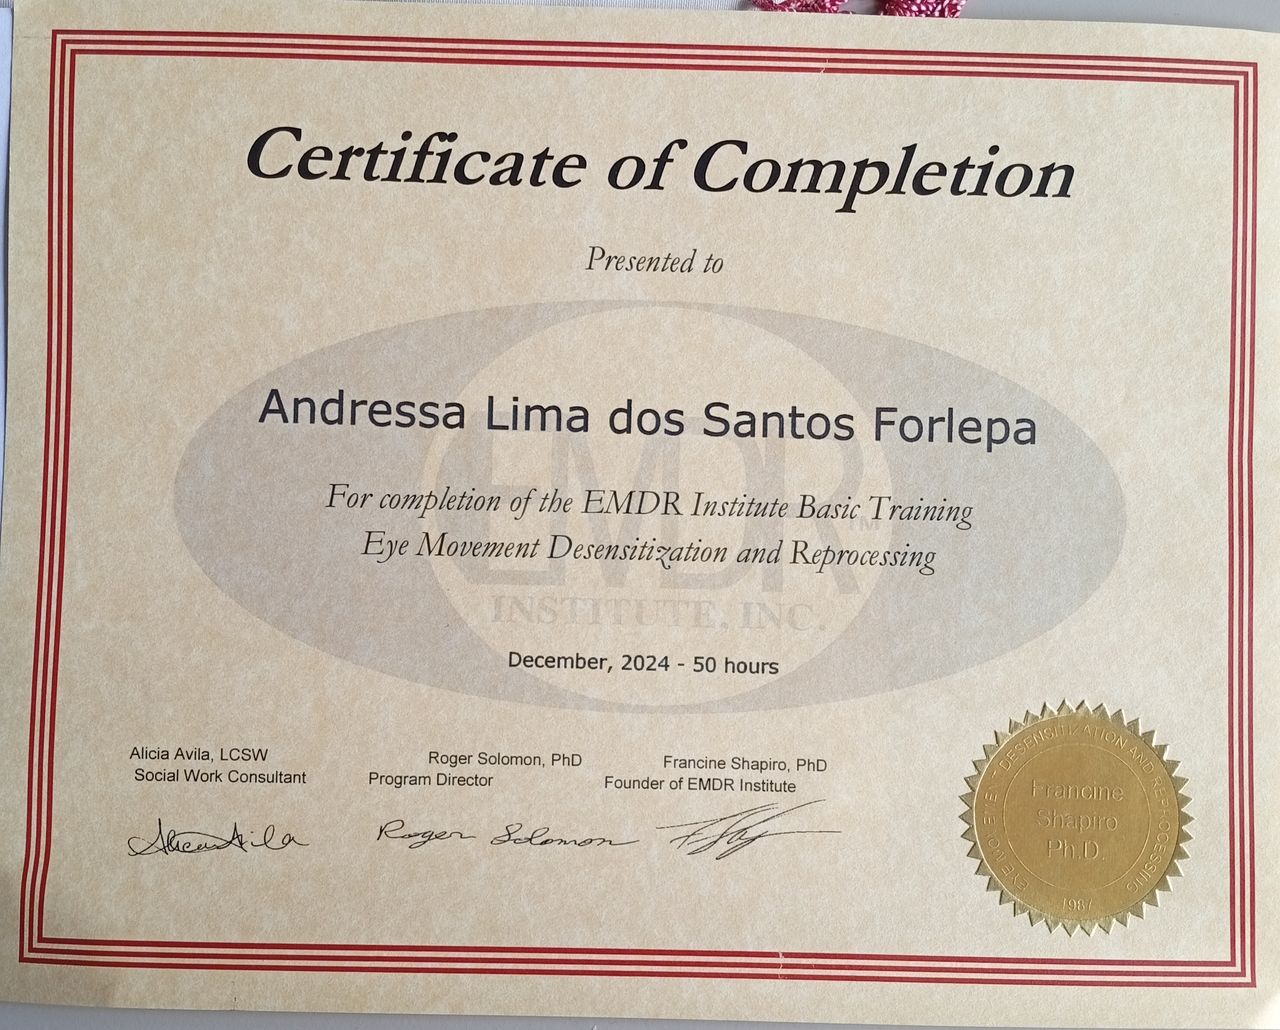 Certificate of Completion
Presented to
Andressa Lima dos Santos Forlepa
For completion of the EMDR Institute Basic Training
Eye Movement Desensitization and Reprocessing
EMDR
TM
INSTITUTE, INC.
December, 2024 - 50 hours
Alicia Avila, LCSW
Social Work Consultant
Roger Solomon, PhD
Program Director
Francine Shapiro, PhD
Founder of EMDR Institute
Alicia Avila
Roger Solomon
EYE MOVEMENT DESENSITIZATION AND REPROCESSING
Francine
Shapiro
Ph.D.
1987